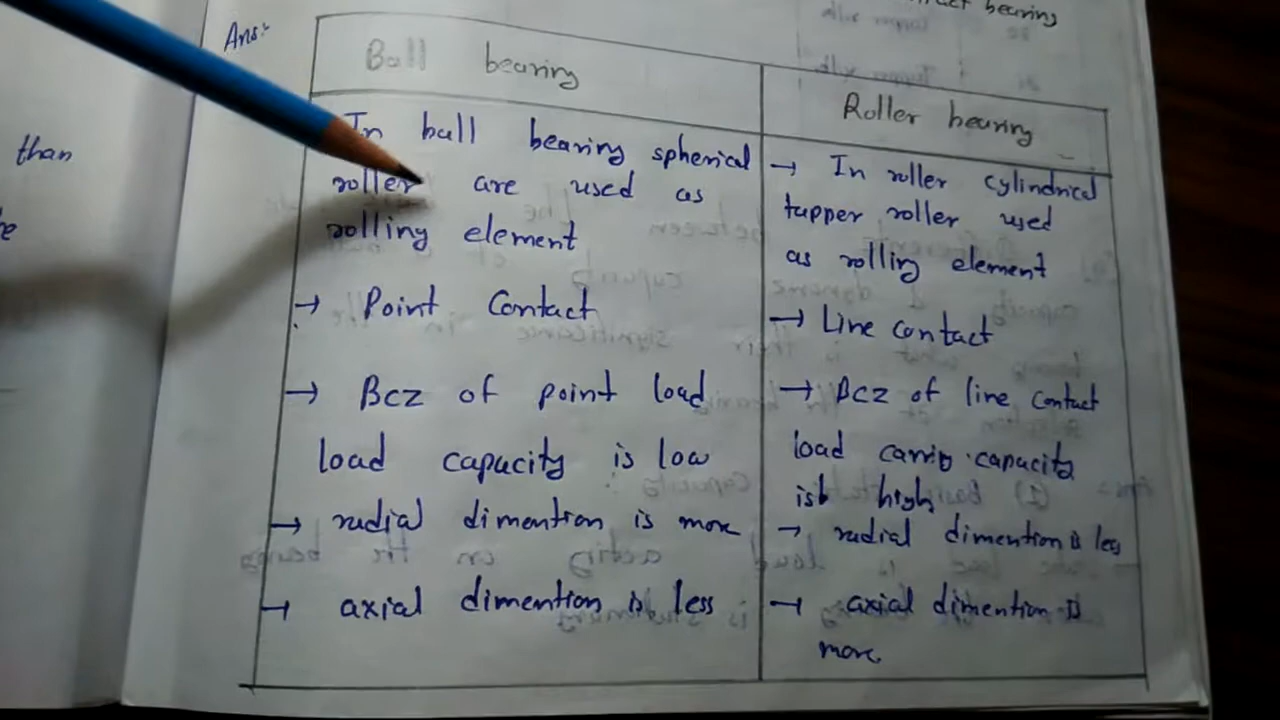 bearing
than
Ans:-
Ball bearing
In ball bearing spherical
roller are used as
rolling element
→ Point Contact
→ Bcz of point load
load capacity is low
→ radial dimention is more
→ axial dimention is less
Roller bearing
→ In roller cylindrical
tapper roller used
as rolling element
→ Line contact
→ Bcz of line contact
load carrig capacity
is high
→ radial dimention is less
→ axial dimention is
more